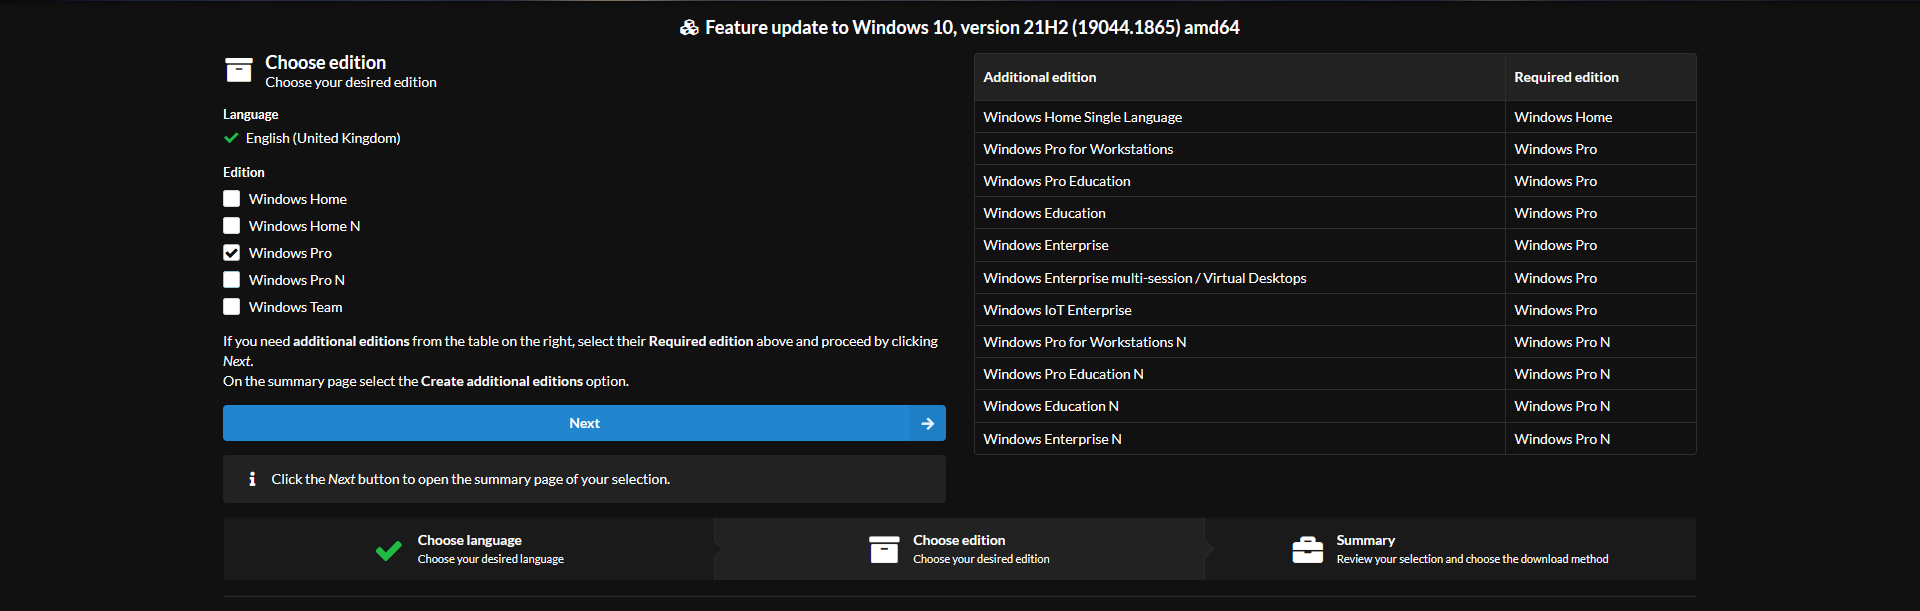 Feature update to Windows 10, version 21H2 (19044.1865) amd64
Choose edition
Choose your desired edition
Language
English (United Kingdom)
Edition
Windows Home
Windows Home N
Windows Pro
Windows Pro N
Windows Team
If you need additional editions from the table on the right, select their Required edition above and proceed by clicking
Next.
On the summary page select the Create additional editions option.
Next
Click the Next button to open the summary page of your selection.
Additional edition Required edition
Windows Home Single Language Windows Home
Windows Pro for Workstations Windows Pro
Windows Pro Education Windows Pro
Windows Education Windows Pro
Windows Enterprise Windows Pro
Windows Enterprise multi-session / Virtual Desktops Windows Pro
Windows IoT Enterprise Windows Pro
Windows Pro for Workstations N Windows Pro N
Windows Pro Education N Windows Pro N
Windows Education N Windows Pro N
Windows Enterprise N Windows Pro N
Choose language
Choose your desired language
Choose edition
Choose your desired edition
Summary
Review your selection and choose the download method